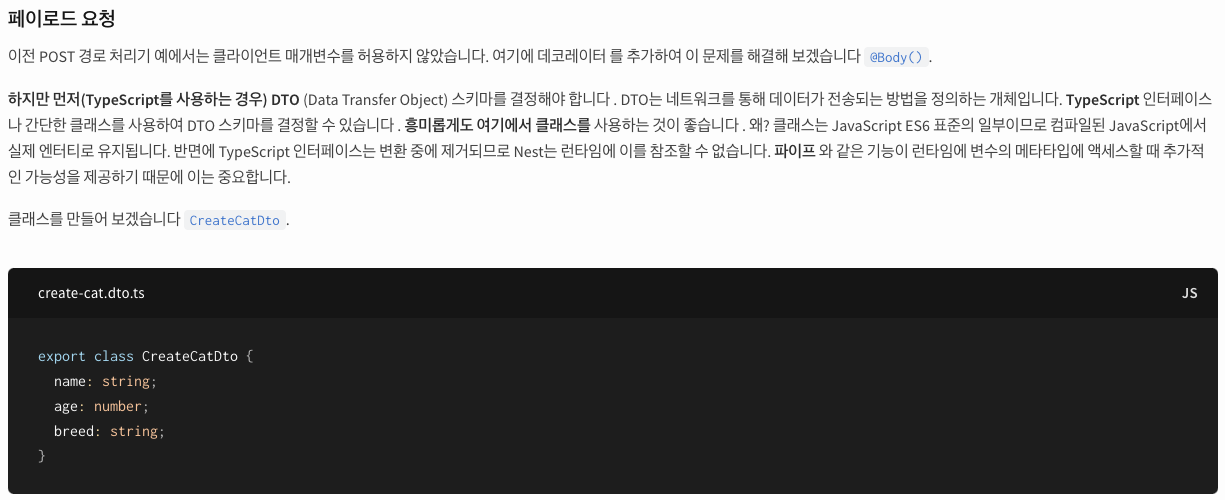 페이로드 요청
이전 POST 경로 처리기 예에서는 클라이언트 매개변수를 허용하지 않았습니다. 여기에 데코레이터 를 추가하여 이 문제를 해결해 보겠습니다 @Body() .
하지만 먼저(TypeScript를 사용하는 경우) DTO (Data Transfer Object) 스키마를 결정해야 합니다 . DTO는 네트워크를 통해 데이터가 전송되는 방법을 정의하는 개체입니다. TypeScript 인터페이스
나 간단한 클래스를 사용하여 DTO 스키마를 결정할 수 있습니다 . 흥미롭게도 여기에서 클래스를 사용하는 것이 좋습니다 . 왜? 클래스는 JavaScript ES6 표준의 일부이므로 컴파일된 JavaScript에서
실제 엔터티로 유지됩니다. 반면에 TypeScript 인터페이스는 변환 중에 제거되므로 Nest는 런타임에 이를 참조할 수 없습니다. 파이프 와 같은 기능이 런타임에 변수의 메타타입에 액세스할 때 추가적
인 가능성을 제공하기 때문에 이는 중요합니다.
클래스를 만들어 보겠습니다 CreateCatDto .
create-cat.dto.ts JS
export class CreateCatDto {
  name: string;
  age: number;
  breed: string;
}